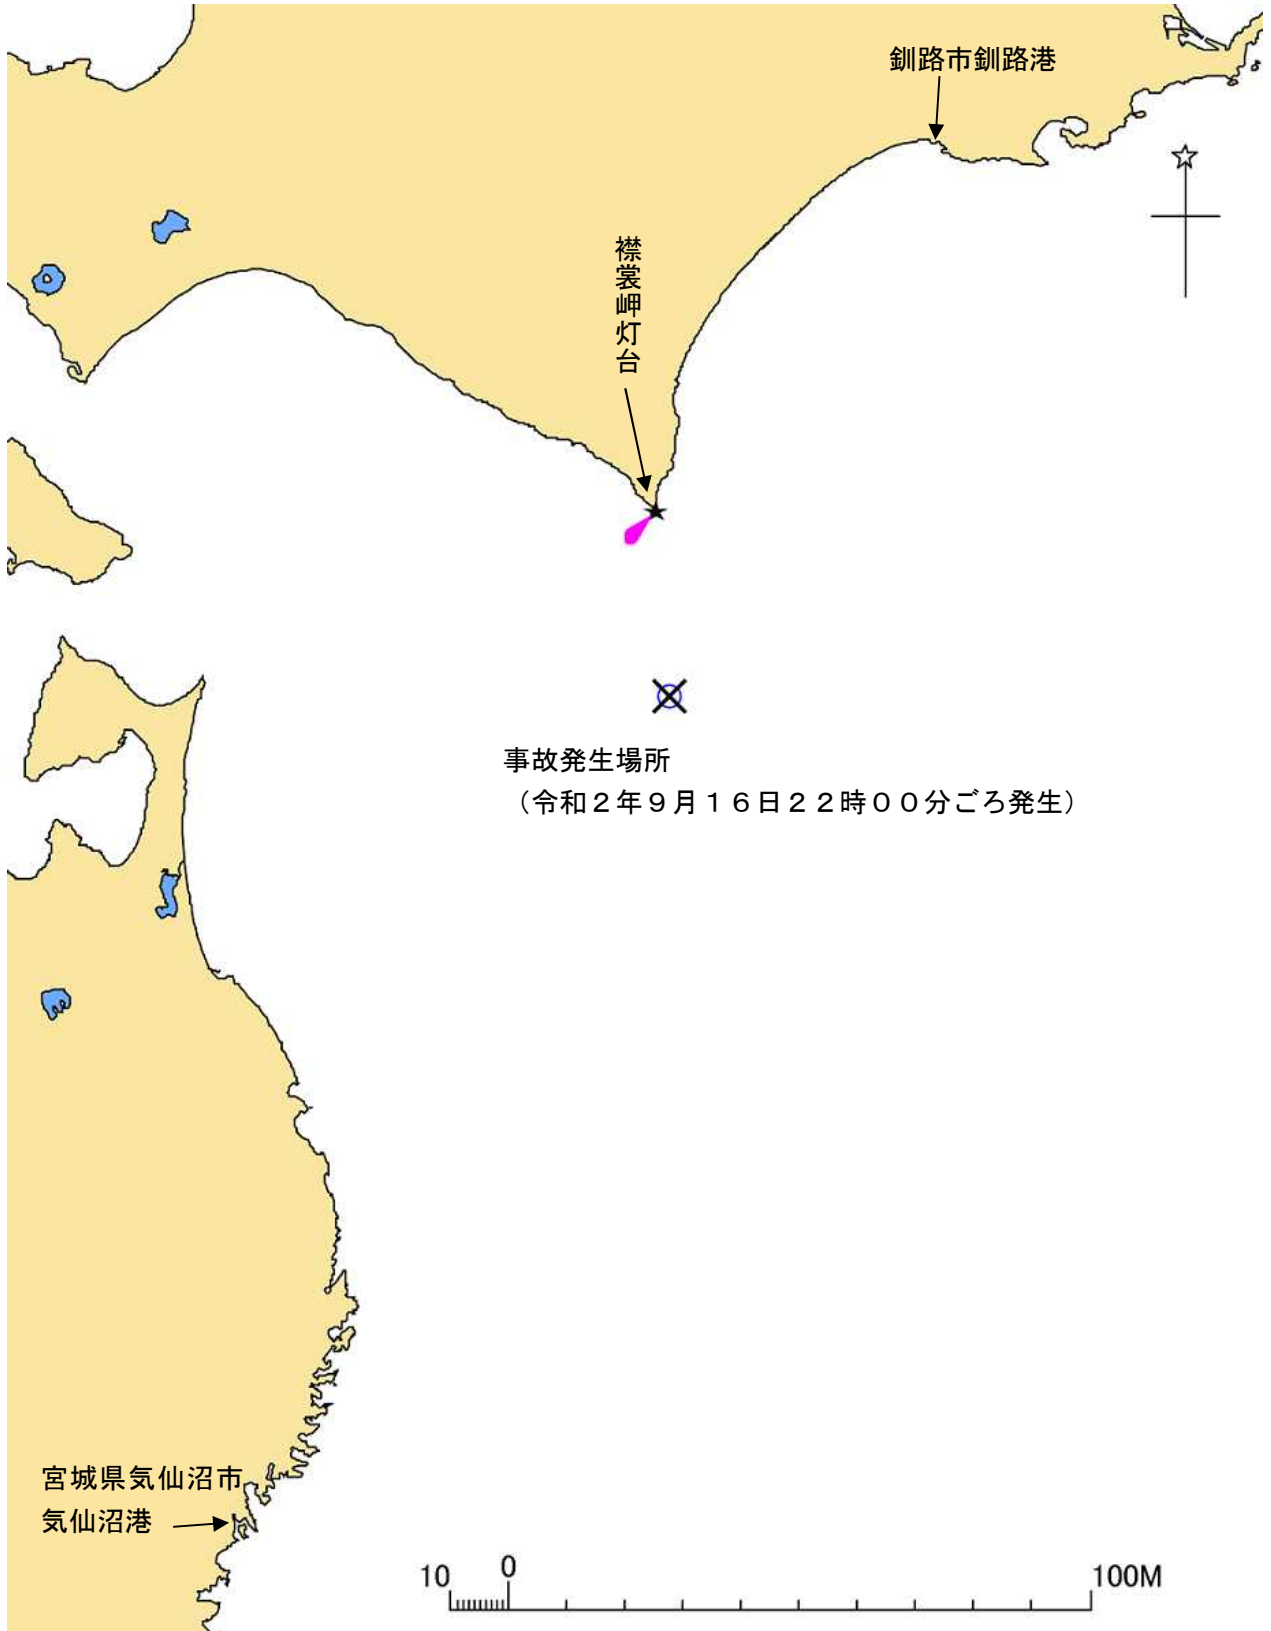 釧路市釧路港
襟裳岬灯台
事故発生場所
（令和２年９月１６日２２時００分ごろ発生）
宮城県気仙沼市
気仙沼港
10 0 100M